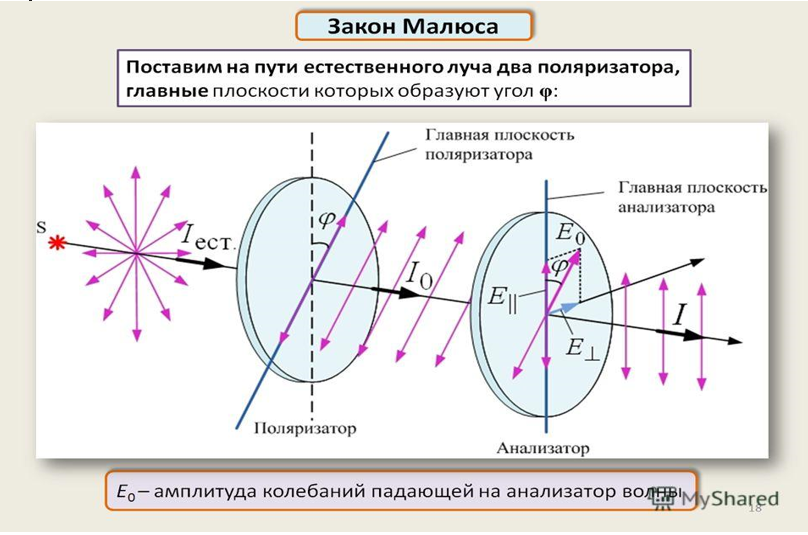 Закон Малюса
Поставим на пути естественного луча два поляризатора,
главные плоскости которых образуют угол φ:
Главная плоскость
поляризатора
Главная плоскость
анализатора
S
Iест.
φ
I0
E0
φ
E||
E⊥
I
Поляризатор
Анализатор
E0 – амплитуда колебаний падающей на анализатор волны
MyShared
18